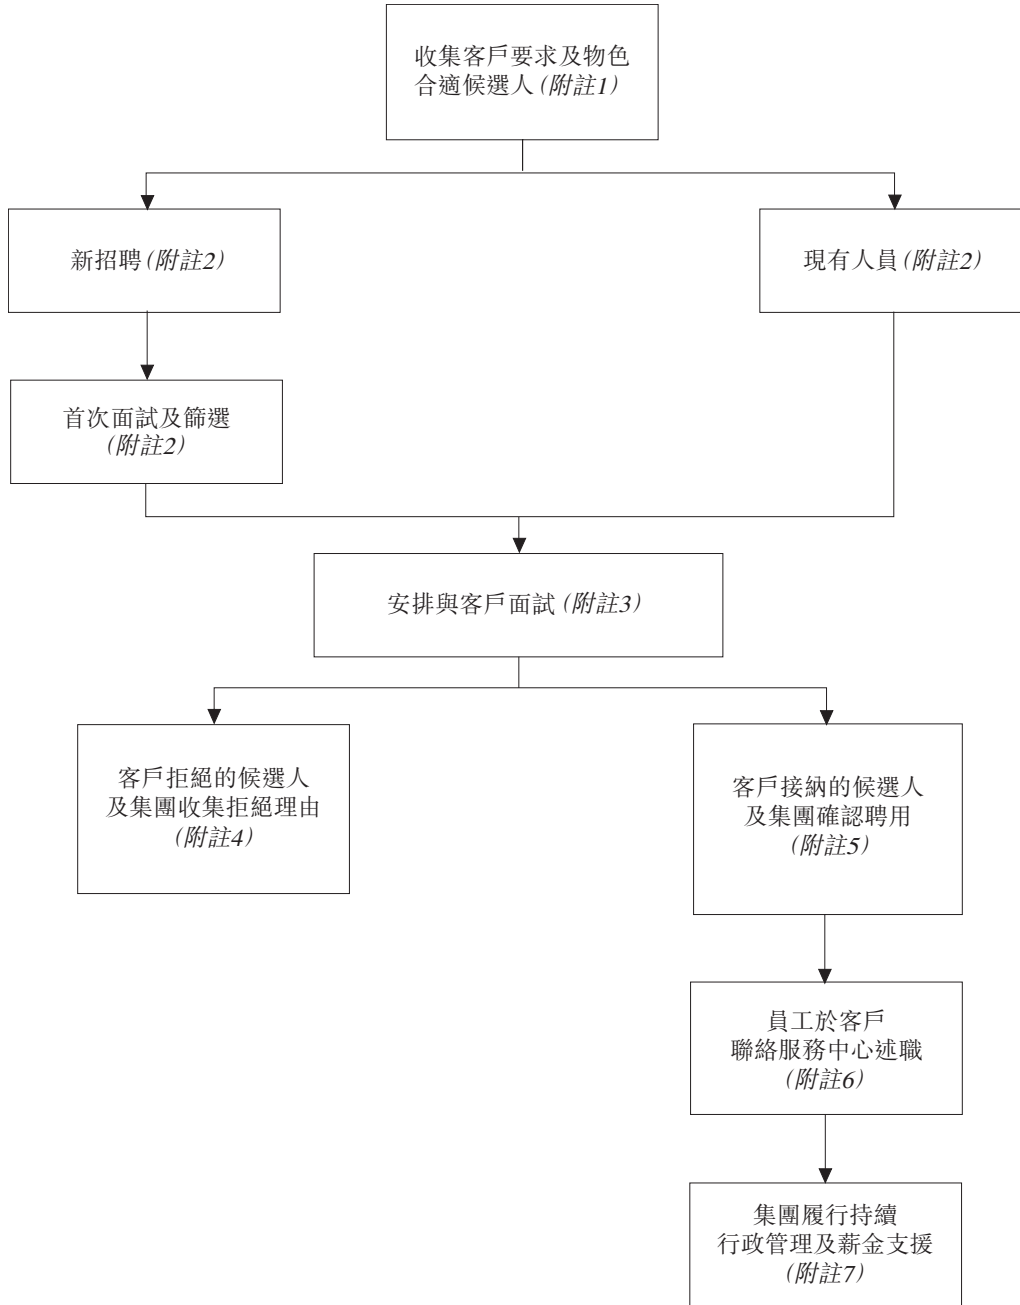 收集客戶要求及物色
合適候選人(附註1)
新招聘(附註2)
現有人員(附註2)
首次面試及篩選
(附註2)
安排與客戶面試(附註3)
客戶拒絕的候選人
及集團收集拒絕理由
(附註4)
客戶接納的候選人
及集團確認聘用
(附註5)
員工於客戶
聯絡服務中心述職
(附註6)
集團履行持續
行政管理及薪金支援
(附註7)